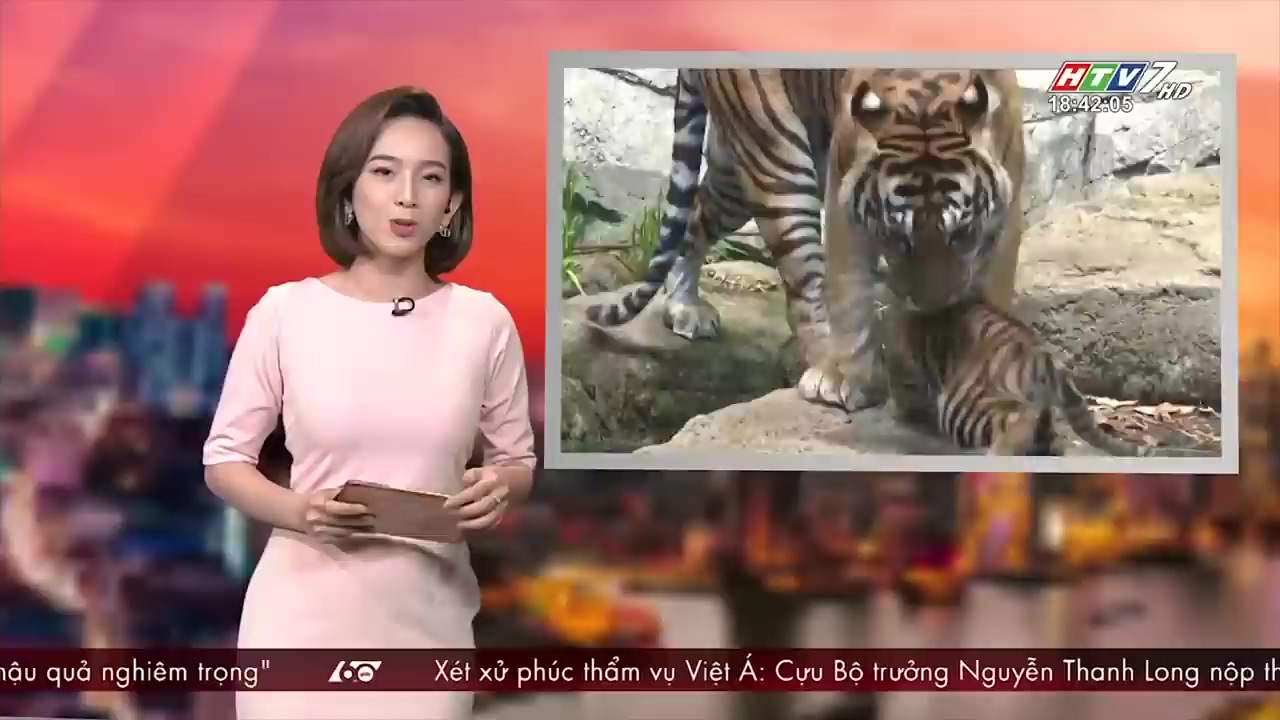 HTV7 HD
18:42:05
hậu quả nghiêm trọng"
60
Xét xử phúc thẩm vụ Việt Á: Cựu Bộ trưởng Nguyễn Thanh Long nộp th